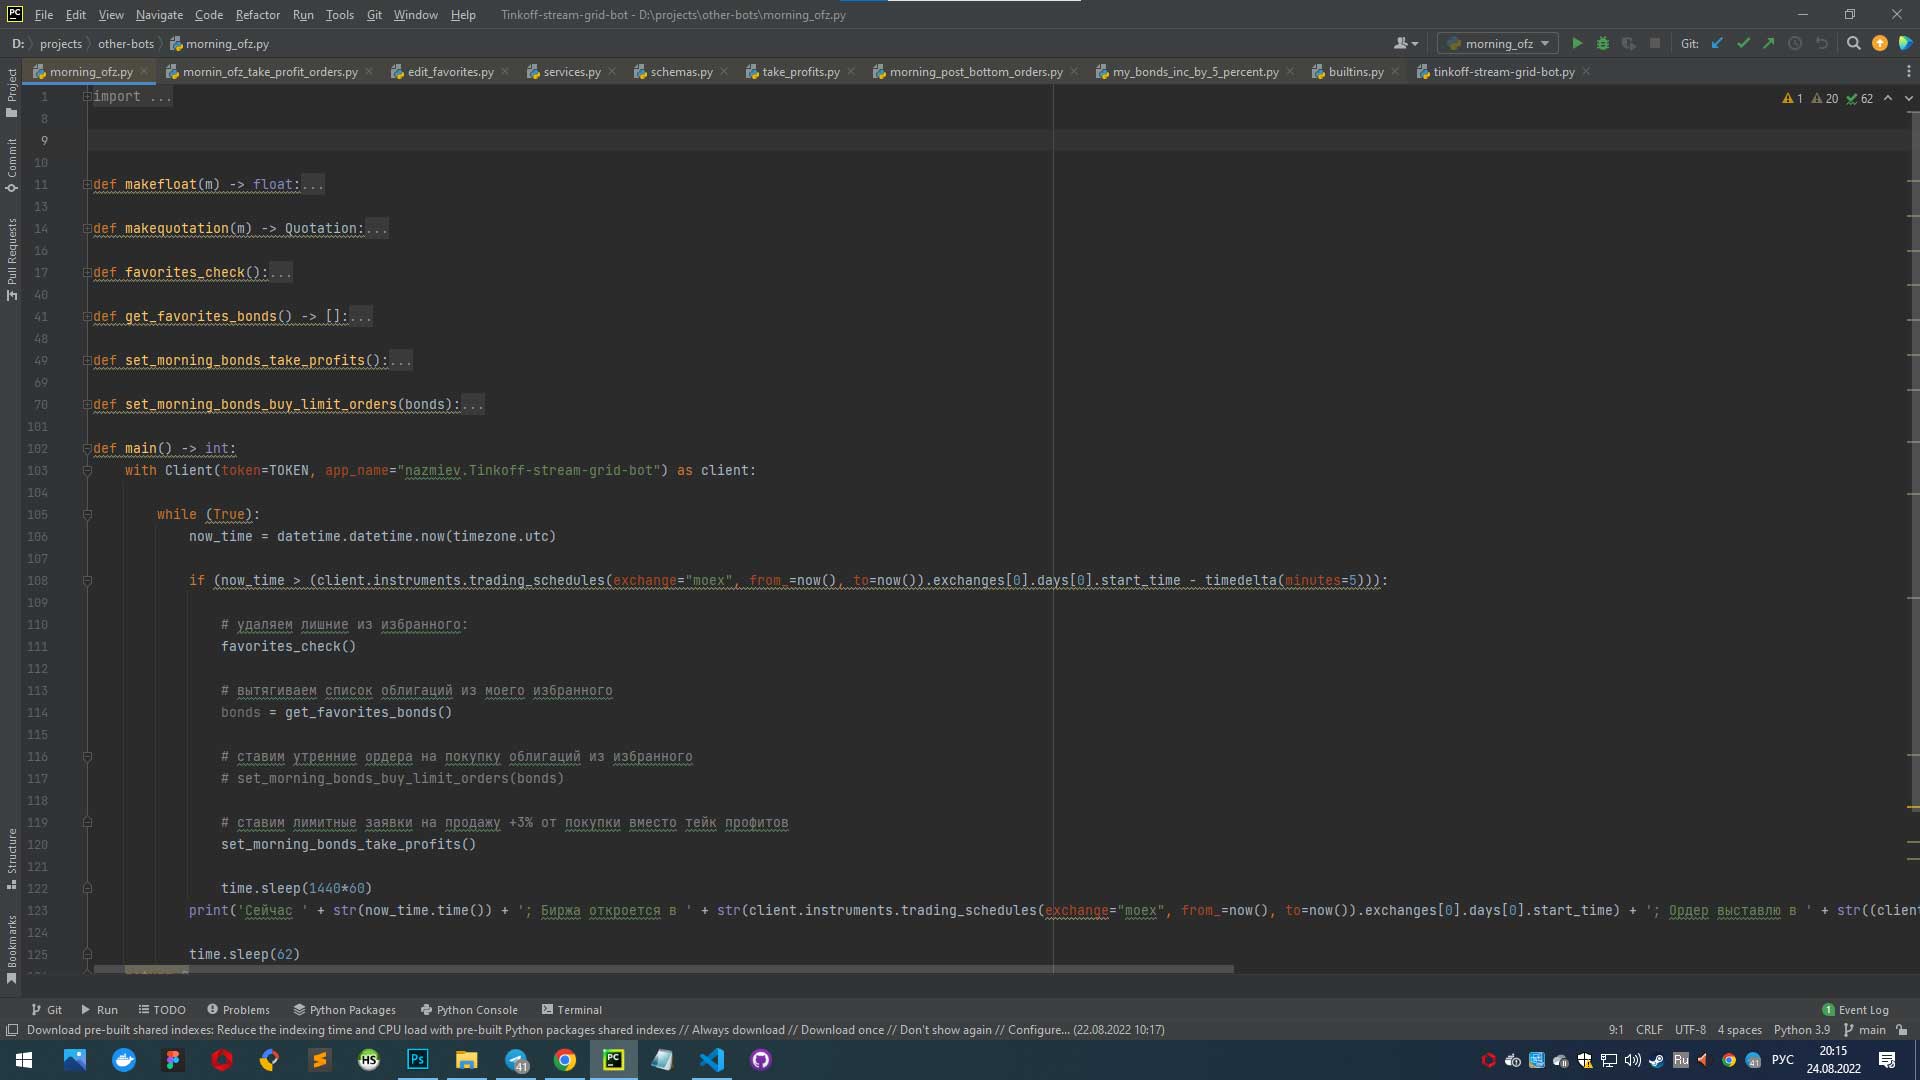 File Edit View Navigate Code Refactor Run Tools Git Window Help Tinkoff-stream-grid-bot - D:\projects\other-bots\morning_ofz.py
D: projects other-bots morning_ofz.py morning_ofz Git:
morning_ofz.py mornin_ofz_take_profit_orders.py edit_favorites.py services.py schemas.py take_profits.py morning_post_bottom_orders.py my_bonds_inc_by_5_percent.py builtins.py tinkoff-stream-grid-bot.py
Project
Commit
Pull Requests
Structure
Bookmarks
1 20 62
1 import ...
8
9
10
11 def makefloat(m) -> float:...
13
14 def makequotation(m) -> Quotation:...
16
17 def favorites_check():...
40
41 def get_favorites_bonds() -> []:...
48
49 def set_morning_bonds_take_profits():...
69
70 def set_morning_bonds_buy_limit_orders(bonds):...
101
102 def main() -> int:
103 with Client(token=TOKEN, app_name="nazmiev.Tinkoff-stream-grid-bot") as client:
104
105 while (True):
106 now_time = datetime.datetime.now(timezone.utc)
107
108 if (now_time > (client.instruments.trading_schedules(exchange="moex", from_=now(), to=now()).exchanges[0].days[0].start_time - timedelta(minutes=5))):
109
110 # удаляем лишние из избранного:
111 favorites_check()
112
113 # вытягиваем список облигаций из моего избранного
114 bonds = get_favorites_bonds()
115
116 # ставим утренние ордера на покупку облигаций из избранного
117 # set_morning_bonds_buy_limit_orders(bonds)
118
119 # ставим лимитные заявки на продажу +3% от покупки вместо тейк профитов
120 set_morning_bonds_take_profits()
121
122 time.sleep(1440*60)
123 print('Сейчас ' + str(now_time.time()) + '; Биржа откроется в ' + str(client.instruments.trading_schedules(exchange="moex", from_=now(), to=now()).exchanges[0].days[0].start_time) + '; Ордер выставлю в ' + str((client
124
125 time.sleep(62)
Git Run TODO Problems Python Packages Python Console Terminal 1 Event Log
Download pre-built shared indexes: Reduce the indexing time and CPU load with pre-built Python packages shared indexes // Always download // Download once // Don't show again // Configure... (22.08.2022 10:17) 9:1 CRLF UTF-8 4 spaces Python 3.9 main
HS Ps 41 PC Ru 41 РУС 20:15
24.08.2022